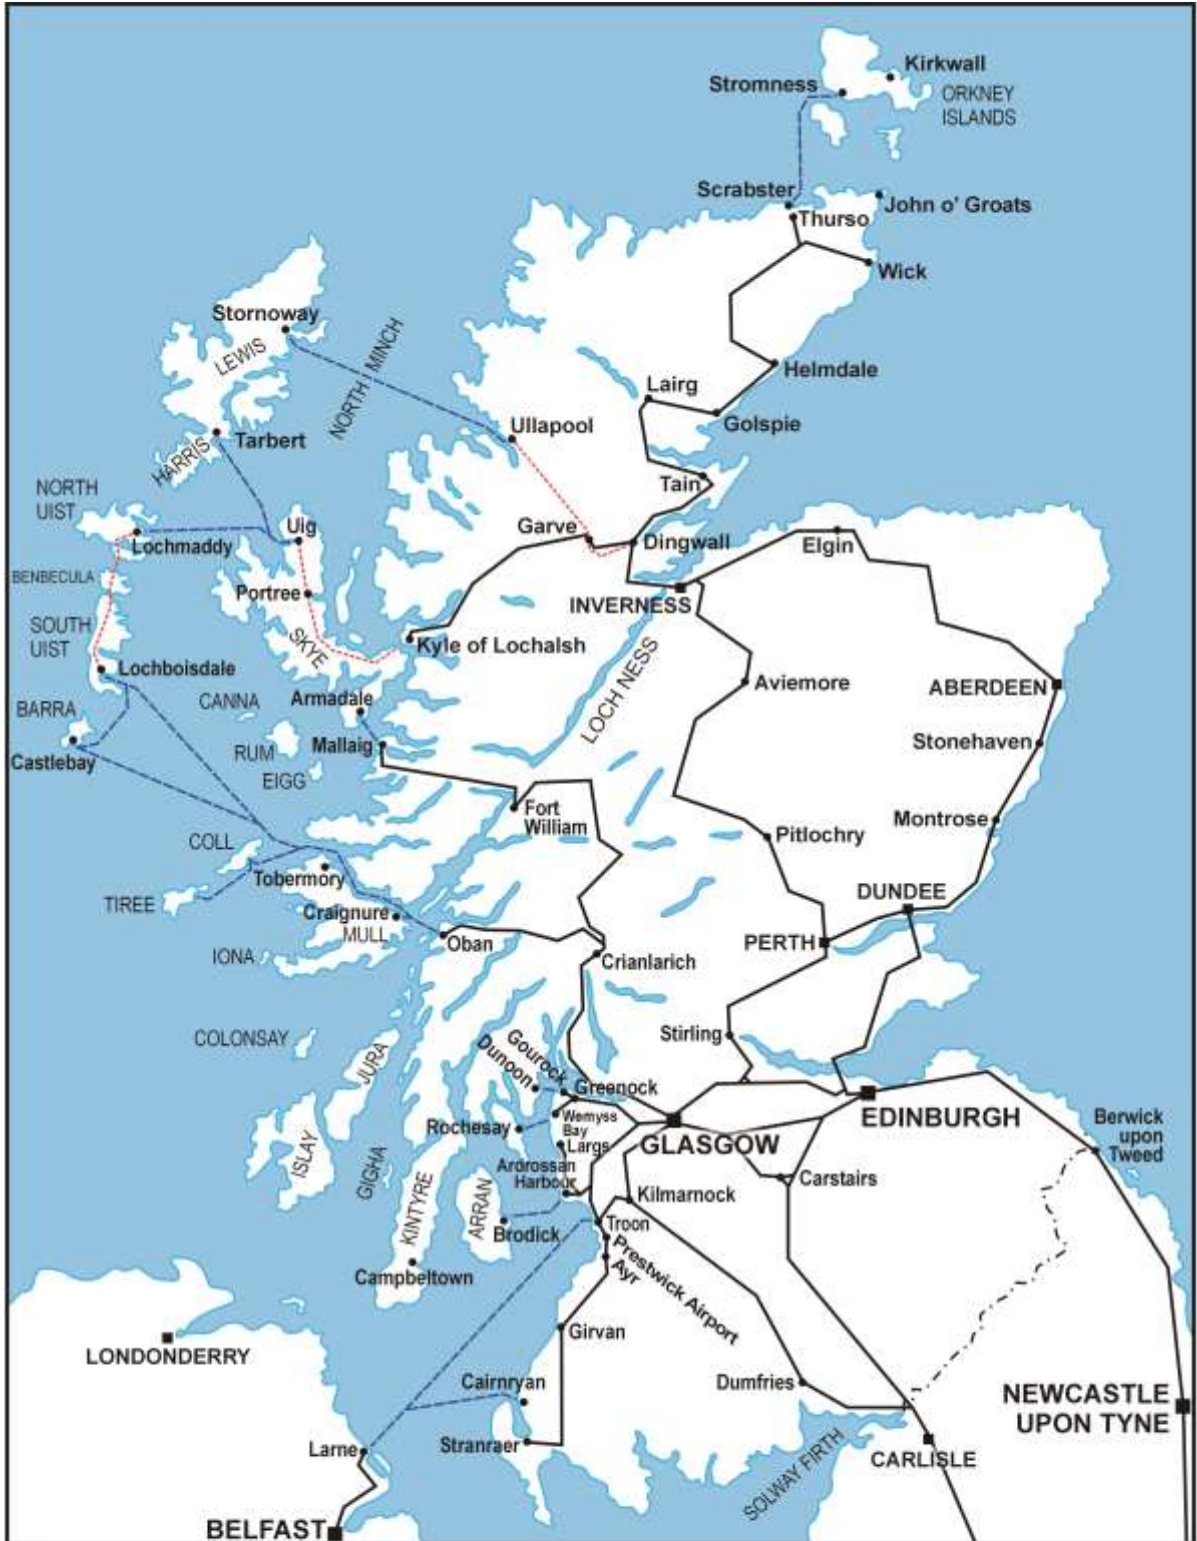 Kirkwall
Stromness
ORKNEY
ISLANDS
Scrabster
John o' Groats
Thurso
Wick
Stornoway
LEWIS
NORTH MINCH
Helmdale
Lairg
Golspie
Ullapool
Tarbert
HARRIS
Tain
NORTH
UIST
Uig
Garve
Dingwall
Elgin
Lochmaddy
BENBECULA
Portree
INVERNESS
SOUTH
UIST
SKYE
Kyle of Lochalsh
LOCH NESS
Lochboisdale
Aviemore
ABERDEEN
CANNA
Armadale
BARRA
Mallaig
Stonehaven
RUM
Castlebay
EIGG
Fort
William
Montrose
Pitlochry
COLL
Tobermory
DUNDEE
TIREE
Craignure
MULL
Oban
PERTH
IONA
Crianlarich
COLONSAY
Stirling
JURA
Gourock
Dunoon
Greenock
EDINBURGH
Wemyss
Bay
Rochesay
GLASGOW
Berwick
upon
Tweed
Largs
ISLAY
GIGHA
Ardrossan
Harbour
Carstairs
KINTYRE
ARRAN
Kilmarnock
Brodick
Troon
Prestwick Airport
Ayr
Campbeltown
Girvan
LONDONDERRY
Cairnryan
Dumfries
NEWCASTLE
UPON TYNE
Larne
Stranraer
SOLWAY FIRTH
CARLISLE
BELFAST